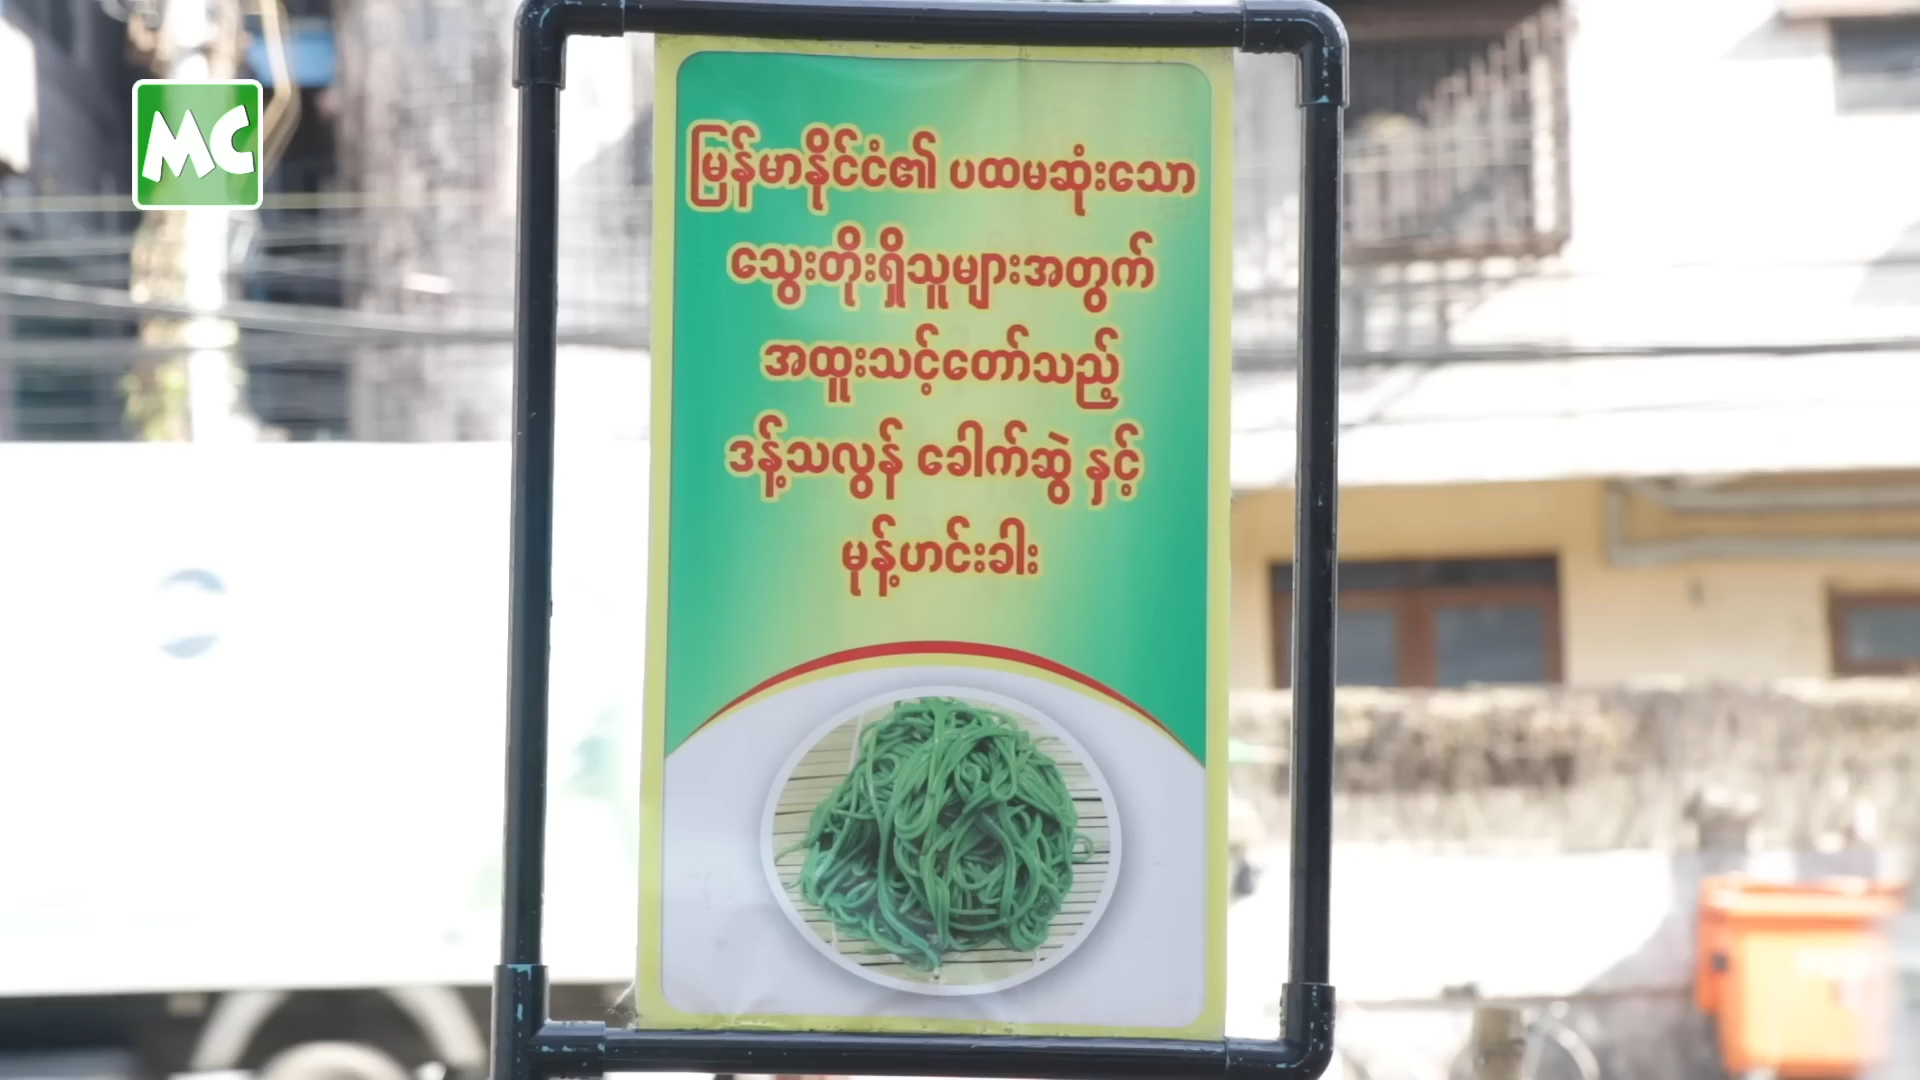 MC
မြန်မာနိုင်ငံ၏ ပထမဆုံးသော
သွေးတိုးရှိသူများအတွက်
အထူးသင့်တော်သည့်
ဒန့်သလွန် ခေါက်ဆွဲ နှင့်
မုန့်ဟင်းခါး